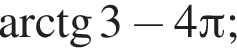 arctg 3 − 4π;